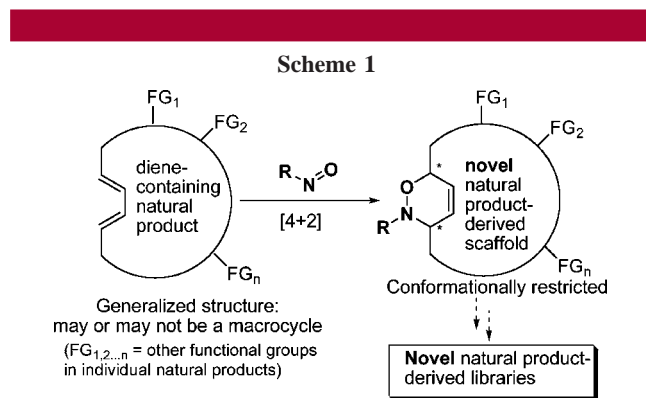 Scheme 1
FG1
FG2
diene-
containing
natural
product
FGn
R N O
[4+2]
FG1
FG2
* O N R *
novel
natural
product-
derived
scaffold
FGn
Conformationally restricted
Generalized structure:
may or may not be a macrocycle
(FG1,2...n = other functional groups
in individual natural products)
Novel natural product-
derived libraries